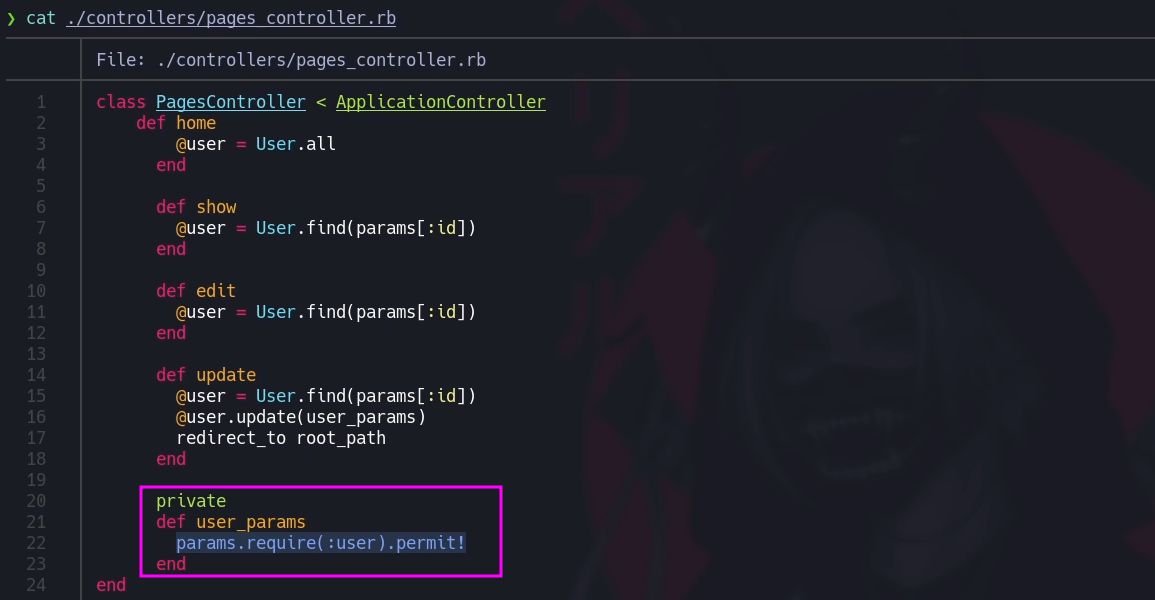 ❯ cat ./controllers/pages_controller.rb
File: ./controllers/pages_controller.rb
1 class PagesController < ApplicationController
2     def home
3         @user = User.all
4       end
5
6       def show
7         @user = User.find(params[:id])
8       end
9
10       def edit
11         @user = User.find(params[:id])
12       end
13
14       def update
15         @user = User.find(params[:id])
16         @user.update(user_params)
17         redirect_to root_path
18       end
19
20       private
21       def user_params
22         params.require(:user).permit!
23       end
24 end